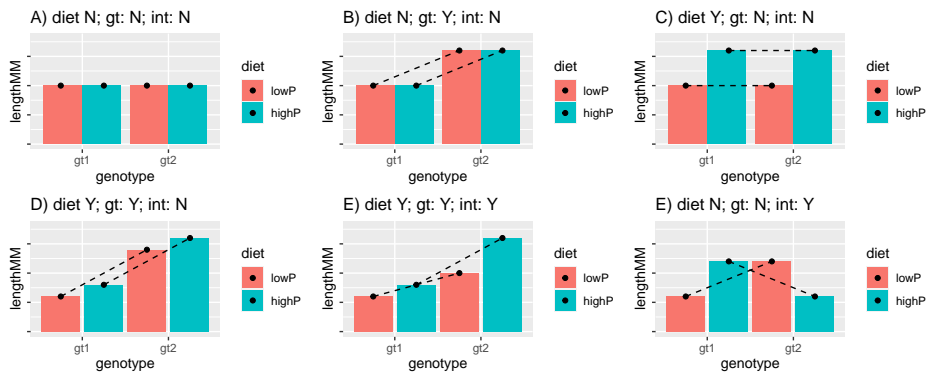 A) diet N; gt: N; int: N
lengthMM
gt1 gt2
genotype
diet
lowP
highP
B) diet N; gt: Y; int: N
lengthMM
gt1 gt2
genotype
diet
lowP
highP
C) diet Y; gt: N; int: N
lengthMM
gt1 gt2
genotype
diet
lowP
highP
D) diet Y; gt: Y; int: N
lengthMM
gt1 gt2
genotype
diet
lowP
highP
E) diet Y; gt: Y; int: Y
lengthMM
gt1 gt2
genotype
diet
lowP
highP
E) diet N; gt: N; int: Y
lengthMM
gt1 gt2
genotype
diet
lowP
highP